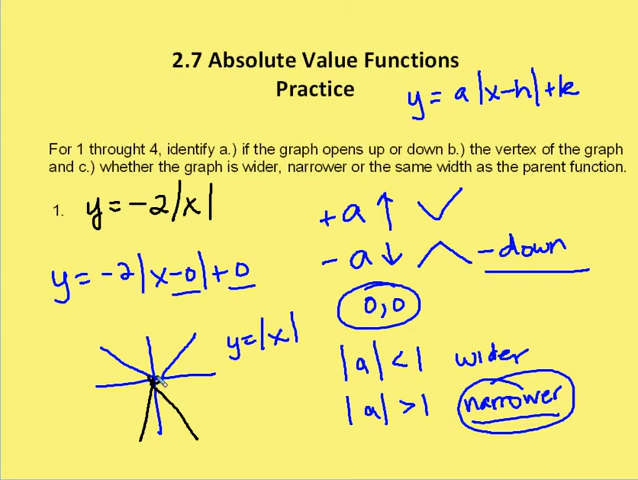 2.7 Absolute Value Functions
Practice
y = a|x-h|+k
For 1 throught 4, identify a.) if the graph opens up or down b.) the vertex of the graph
and c.) whether the graph is wider, narrower or the same width as the parent function.
1. y = -2|x|
+a ↑
-a ↓ - down
y = -2|x-0|+0
0,0
y=|x|
|a| < 1 wider
|a| > 1 narrower